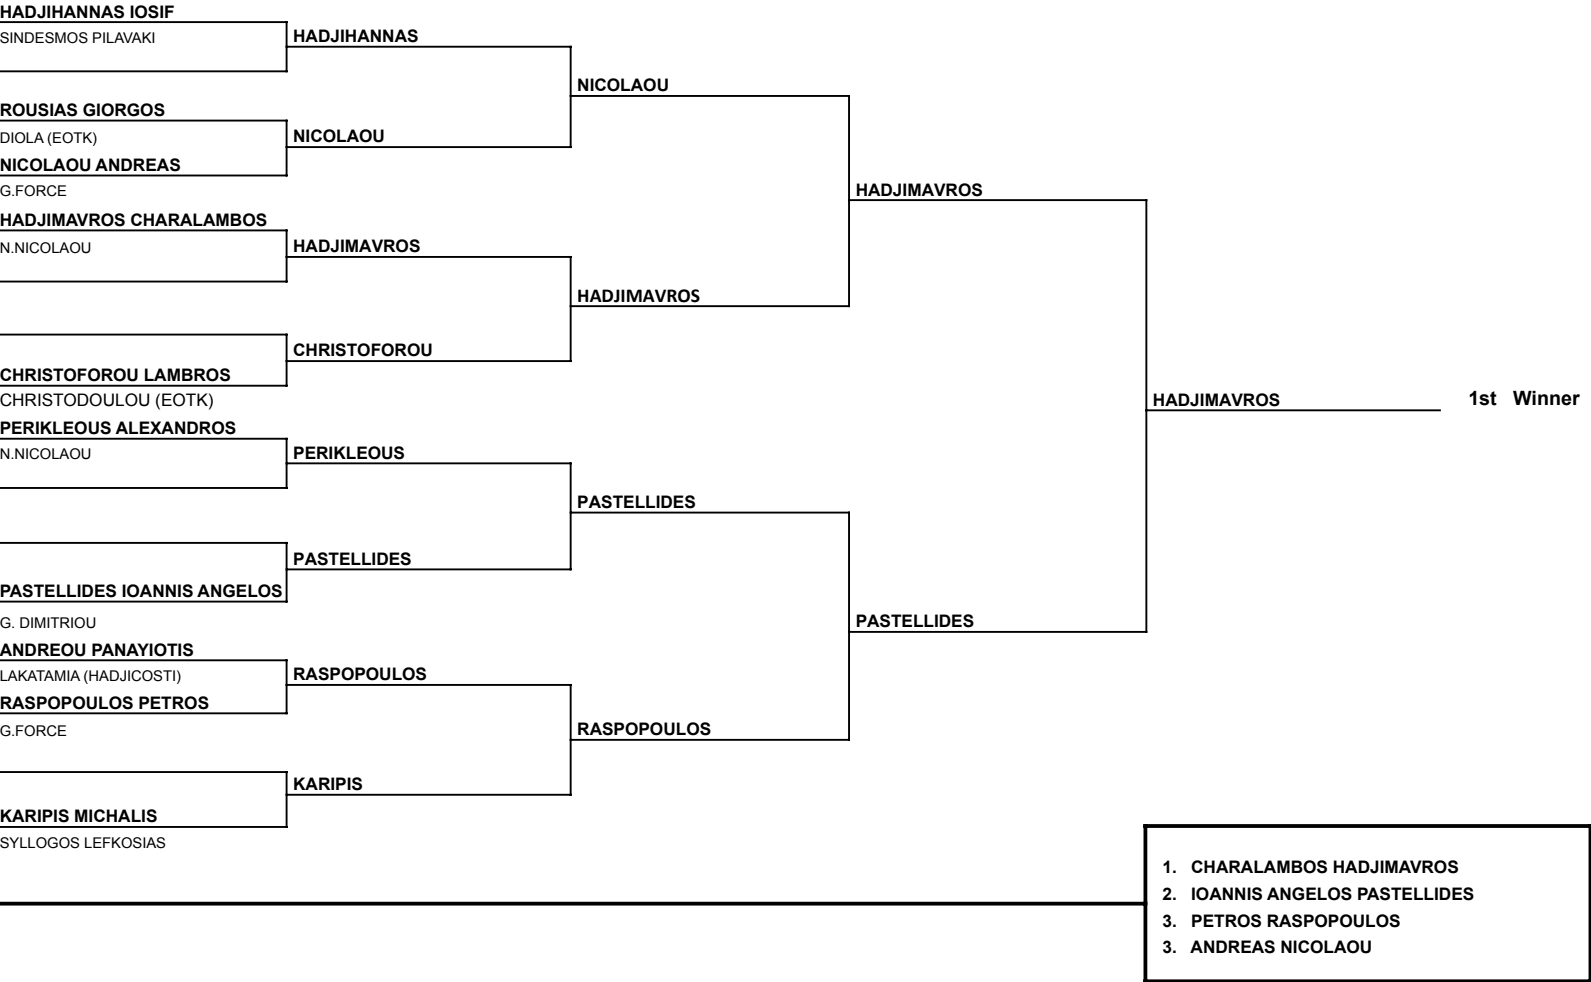 HADJIHANNAS IOSIF
SINDESMOS PILAVAKI
HADJIHANNAS
NICOLAOU
ROUSIAS GIORGOS
DIOLA (EOTK)
NICOLAOU
NICOLAOU ANDREAS
G.FORCE
HADJIMAVROS
HADJIMAVROS CHARALAMBOS
N.NICOLAOU
HADJIMAVROS
HADJIMAVROS
CHRISTOFOROU
CHRISTOFOROU LAMBROS
CHRISTODOULOU (EOTK)
HADJIMAVROS
1st Winner
PERIKLEOUS ALEXANDROS
N.NICOLAOU
PERIKLEOUS
PASTELLIDES
PASTELLIDES
PASTELLIDES IOANNIS ANGELOS
G. DIMITRIOU
PASTELLIDES
ANDREOU PANAYIOTIS
LAKATAMIA (HADJICOSTI)
RASPOPOULOS
RASPOPOULOS PETROS
G.FORCE
RASPOPOULOS
KARIPIS
KARIPIS MICHALIS
SYLLOGOS LEFKOSIAS
1. CHARALAMBOS HADJIMAVROS
2. IOANNIS ANGELOS PASTELLIDES
3. PETROS RASPOPOULOS
3. ANDREAS NICOLAOU